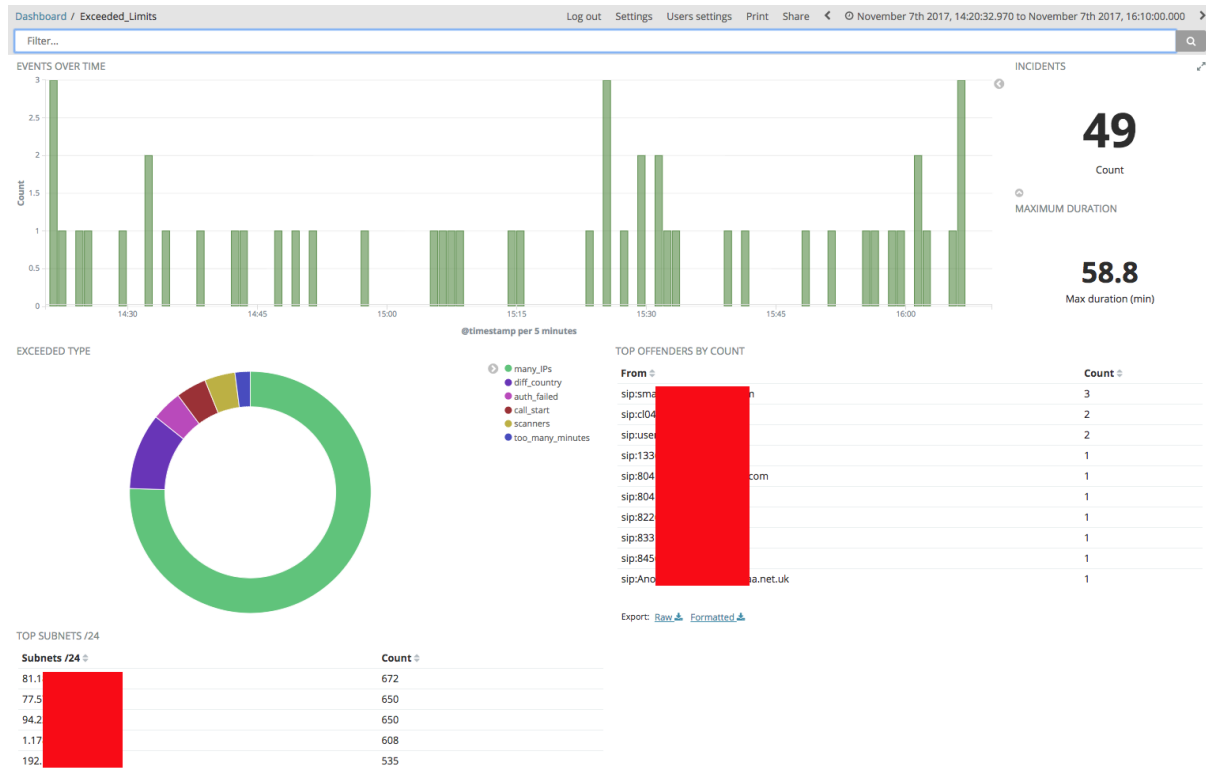 Dashboard / Exceeded_Limits Log out Settings Users settings Print Share November 7th 2017, 14:20:32.970 to November 7th 2017, 16:10:00.000
Filter...
EVENTS OVER TIME
3
2.5
2
1.5
1
0.5
0
Count
14:30 14:45 15:00 15:15 15:30 15:45 16:00
@timestamp per 5 minutes
INCIDENTS
49
Count
MAXIMUM DURATION
58.8
Max duration (min)
EXCEEDED TYPE
many_IPs
diff_country
auth_failed
call_start
scanners
too_many_minutes
TOP OFFENDERS BY COUNT
From Count
sip:sma 3
sip:cl04 2
sip:user 2
sip:133 1
sip:804 com 1
sip:804 1
sip:822 1
sip:833 1
sip:845 1
sip:Ano a.net.uk 1
Export: Raw Formatted
TOP SUBNETS /24
Subnets /24 Count
81.1 672
77.5 650
94.2 650
1.17 608
192. 535